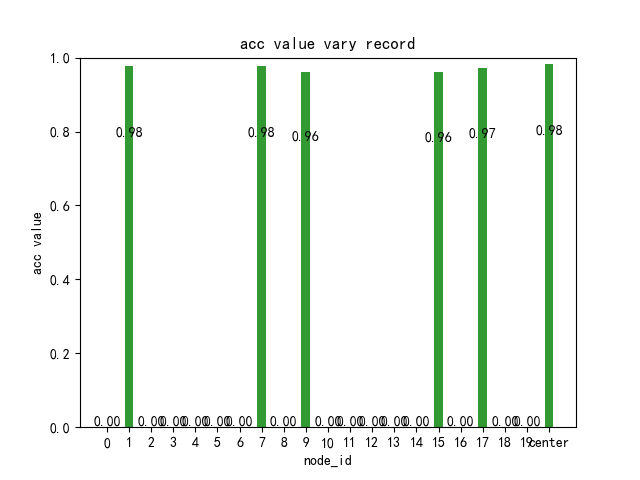 acc value vary record
1.0
0.8
0.6
0.4
0.2
0.0
acc value
0.98 0.98 0.96 0.96 0.97 0.98
0.00 0.00 0.00 0.00 0.00 0.00 0.00 0.00 0.00 0.00 0.00 0.00 0.00 0.00 0.00
0 1 2 3 4 5 6 7 8 9 10 11 12 13 14 15 16 17 18 19 center
node_id